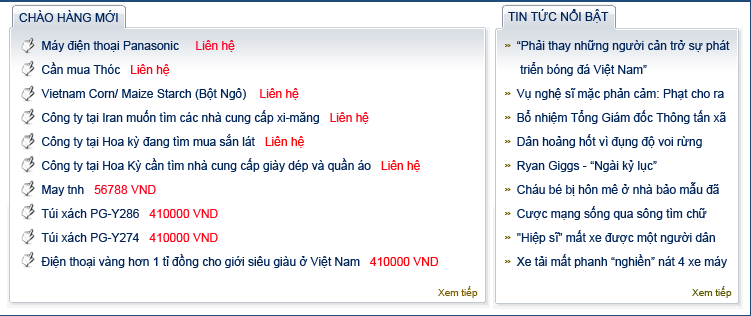 CHÀO HÀNG MỚI
Máy điện thoại Panasonic Liên hệ
Cần mua Thóc Liên hệ
Vietnam Corn/ Maize Starch (Bột Ngô) Liên hệ
Công ty tại Iran muốn tìm các nhà cung cấp xi-măng Liên hệ
Công ty tại Hoa kỳ đang tìm mua sắn lát Liên hệ
Công ty tại Hoa Kỳ cần tìm nhà cung cấp giày dép và quần áo Liên hệ
May tnh 56788 VND
Túi xách PG-Y286 410000 VND
Túi xách PG-Y274 410000 VND
Điện thoại vàng hơn 1 tỉ đồng cho giới siêu giàu ở Việt Nam 410000 VND
Xem tiếp
TIN TỨC NỔI BẬT
» “Phải thay những người cản trở sự phát
triển bóng đá Việt Nam”
» Vụ nghệ sĩ mặc phản cảm: Phạt cho ra
» Bổ nhiệm Tổng Giám đốc Thông tấn xã
» Dân hoảng hốt vì đụng độ voi rừng
» Ryan Giggs - “Ngài kỷ lục”
» Cháu bé bị hôn mê ở nhà bảo mẫu đã
» Cược mạng sống qua sông tìm chữ
» "Hiệp sĩ" mất xe được một người dân
» Xe tải mất phanh “nghiền” nát 4 xe máy
Xem tiếp